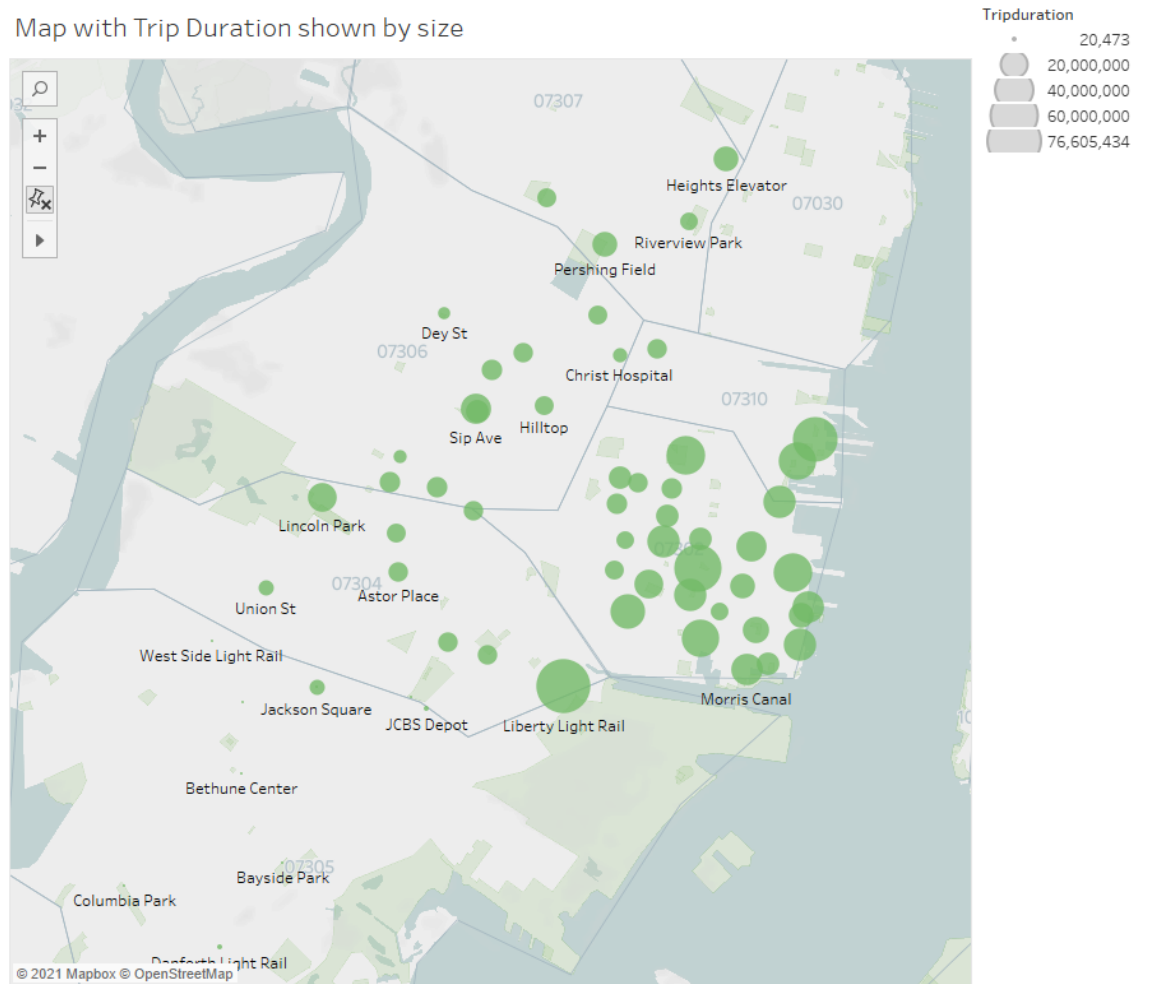 Map with Trip Duration shown by size
Tripduration
20,473
20,000,000
40,000,000
60,000,000
76,605,434
07307
Heights Elevator
07030
Riverview Park
Pershing Field
Dey St
07306
Christ Hospital
07310
Hilltop
Sip Ave
Lincoln Park
07304
Astor Place
Union St
West Side Light Rail
Jackson Square
JCBS Depot
Liberty Light Rail
Morris Canal
Bethune Center
07305
Bayside Park
Columbia Park
Danforth Light Rail
© 2021 Mapbox © OpenStreetMap